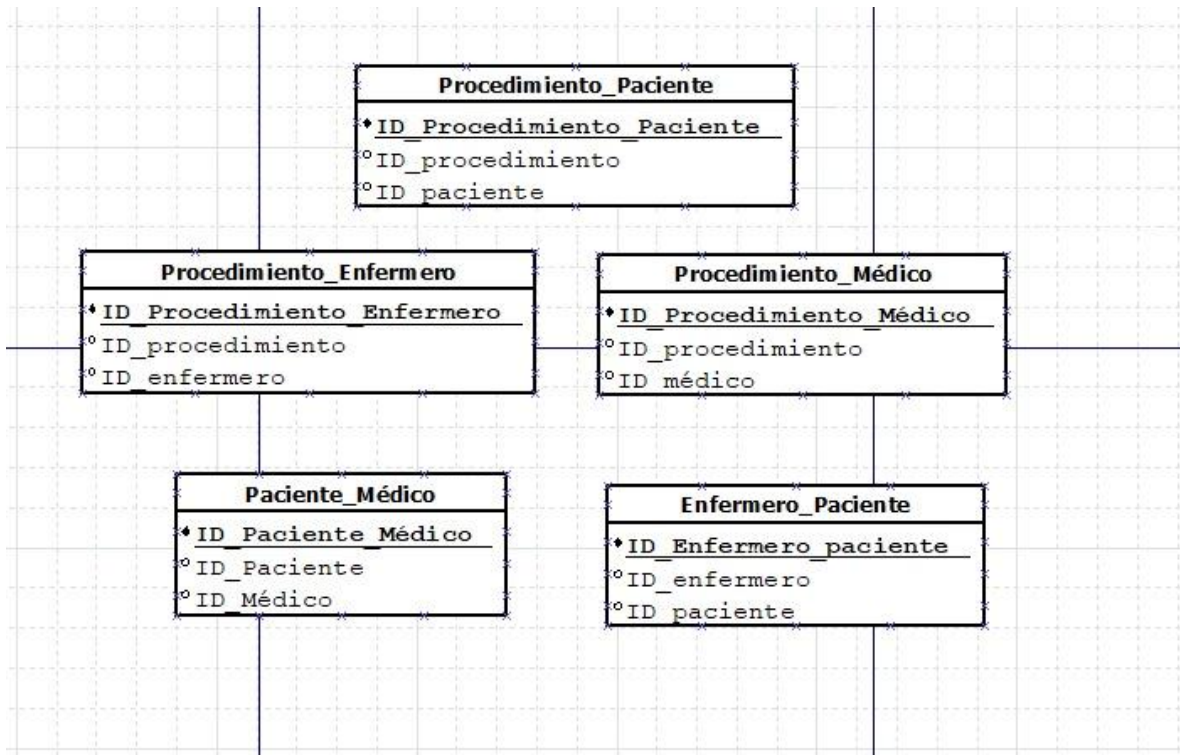 Procedimiento_Paciente
ID_Procedimiento_Paciente
ID_procedimiento
ID_paciente
Procedimiento_Enfermero
ID_Procedimiento_Enfermero
ID_procedimiento
ID_enfermero
Procedimiento_Médico
ID_Procedimiento_Médico
ID_procedimiento
ID_médico
Paciente_Médico
ID_Paciente_Médico
ID_Paciente
ID_Médico
Enfermero_Paciente
ID_Enfermero_paciente
ID_enfermero
ID_paciente